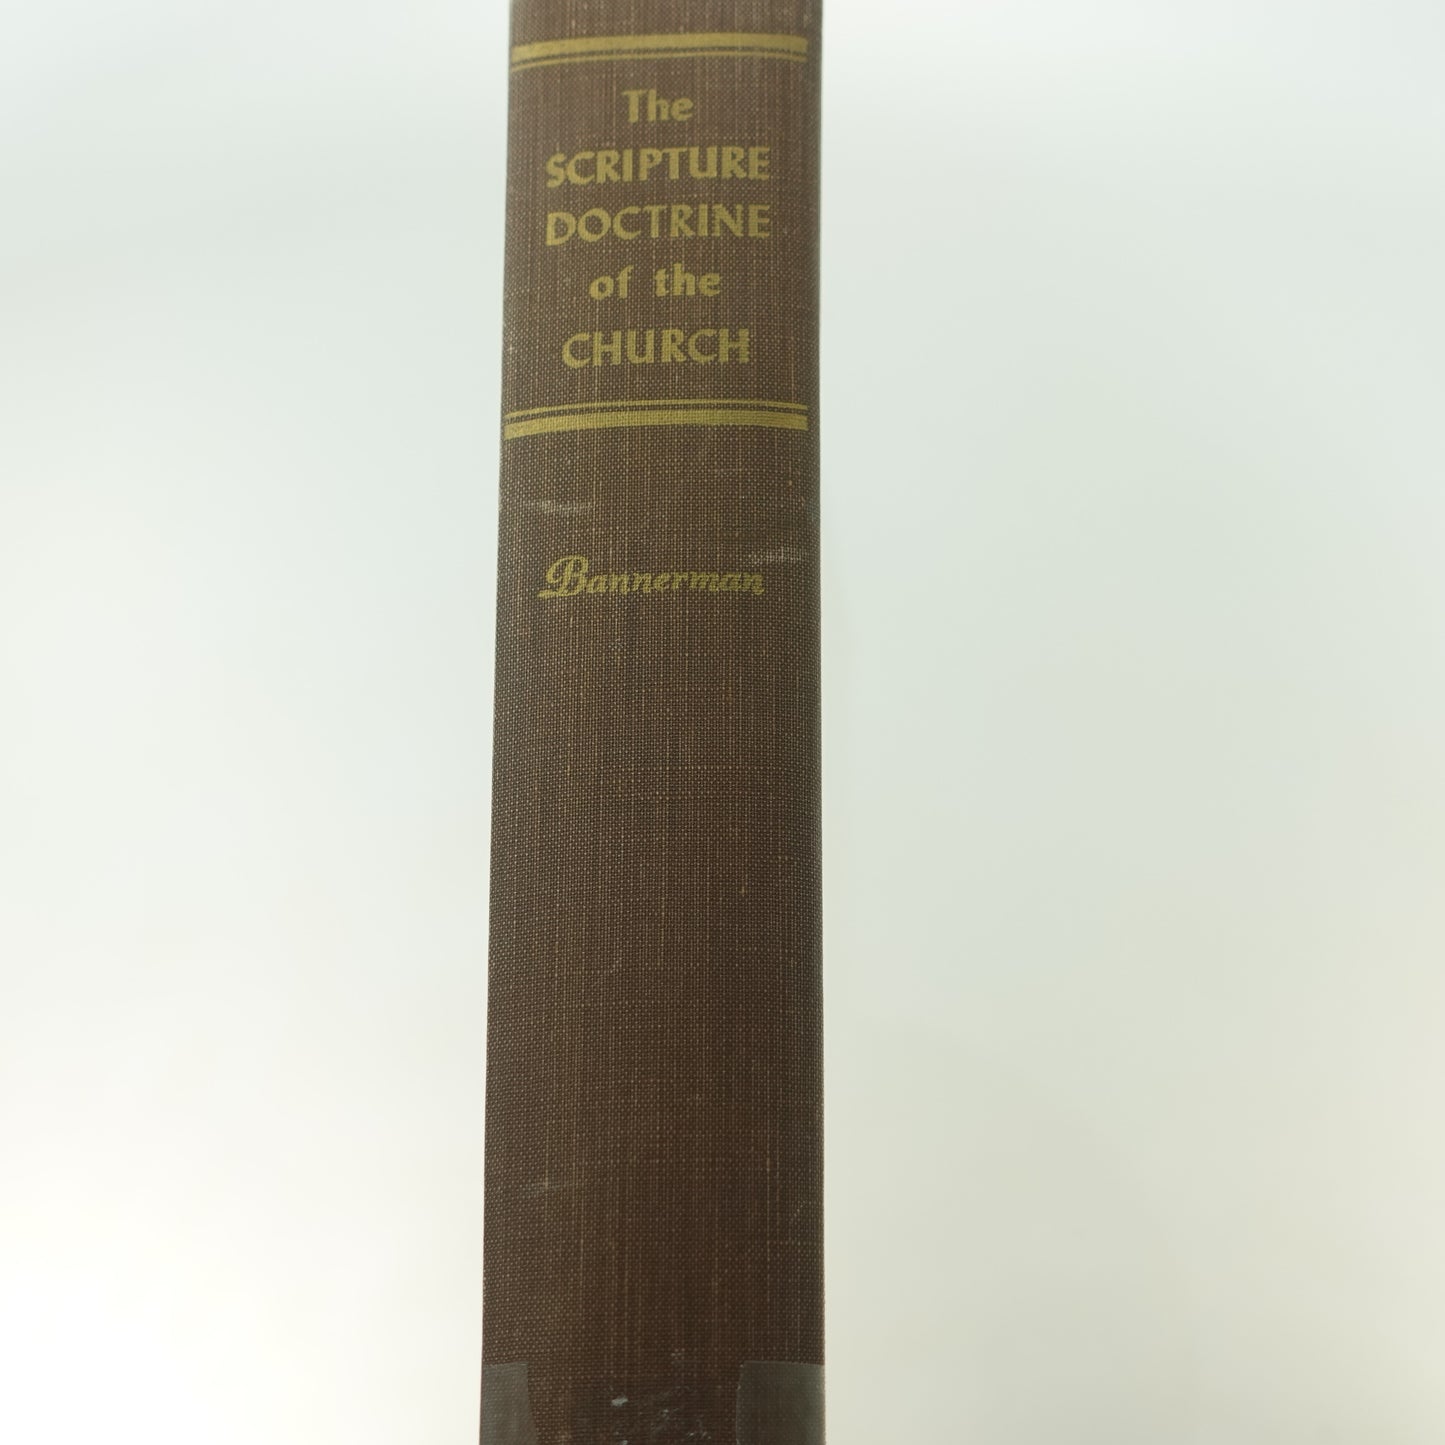 The
SCRIPTURE
DOCTRINE
of the
CHURCH
Bannerman